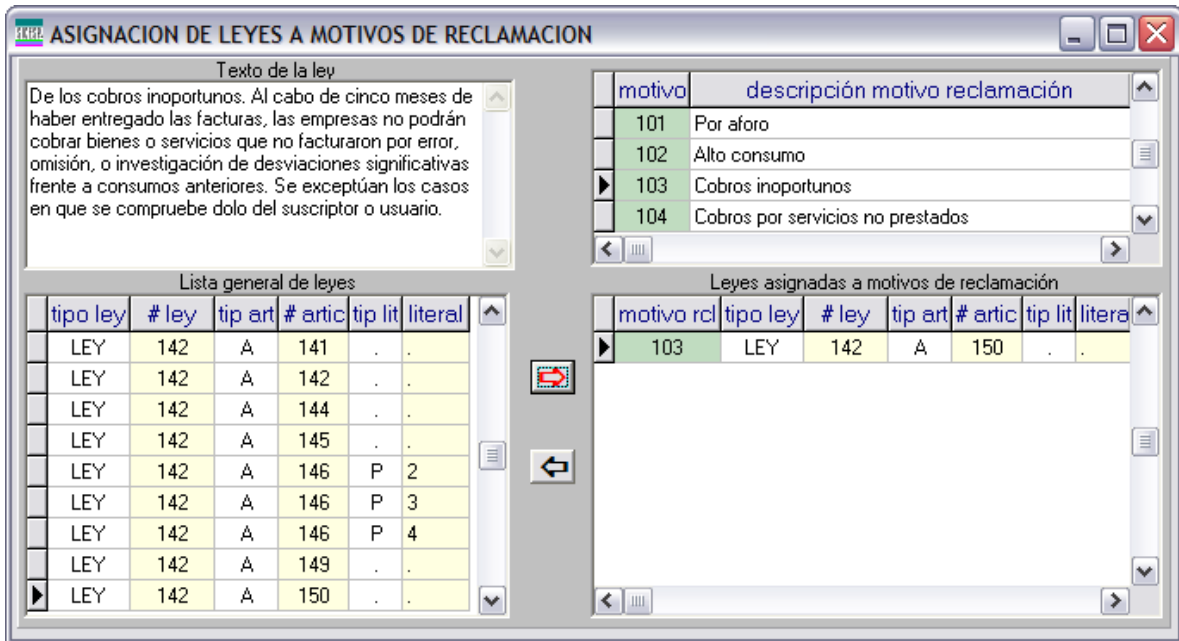 ASIGNACION DE LEYES A MOTIVOS DE RECLAMACION
Texto de la ley
De los cobros inoportunos. Al cabo de cinco meses de
haber entregado las facturas, las empresas no podrán
cobrar bienes o servicios que no facturaron por error,
omisión, o investigación de desviaciones significativas
frente a consumos anteriores. Se exceptúan los casos
en que se compruebe dolo del suscriptor o usuario.
motivo descripción motivo reclamación
101 Por aforo
102 Alto consumo
103 Cobros inoportunos
104 Cobros por servicios no prestados
Lista general de leyes
tipo ley # ley tip art # artic tip lit literal
LEY 142 A 141 . .
LEY 142 A 142 . .
LEY 142 A 144 . .
LEY 142 A 145 . .
LEY 142 A 146 P 2
LEY 142 A 146 P 3
LEY 142 A 146 P 4
LEY 142 A 149 . .
LEY 142 A 150 . .
Leyes asignadas a motivos de reclamación
motivo rcl tipo ley # ley tip art # artic tip lit litera
103 LEY 142 A 150 . .